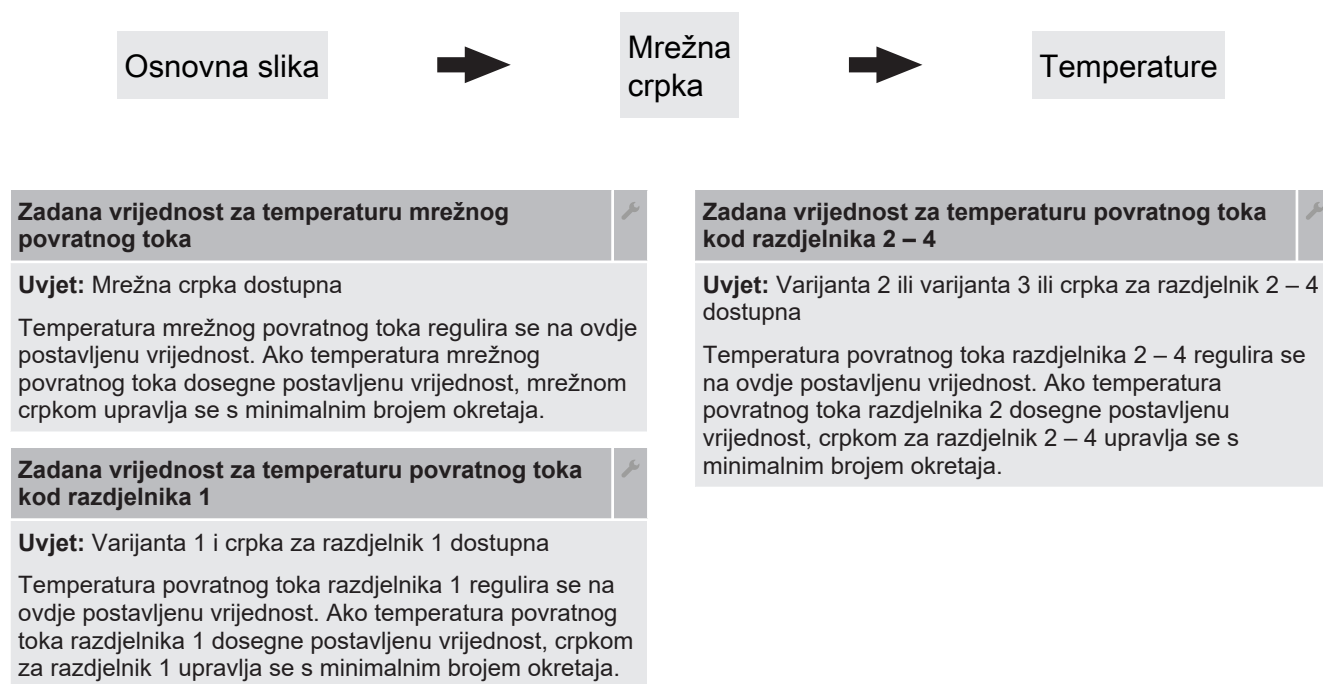 Osnovna slika
Mrežna
crpka
Temperature
Zadana vrijednost za temperaturu mrežnog
povratnog toka
Uvjet: Mrežna crpka dostupna
Temperatura mrežnog povratnog toka regulira se na ovdje
postavljenu vrijednost. Ako temperatura mrežnog
povratnog toka dosegne postavljenu vrijednost, mrežnom
crpkom upravlja se s minimalnim brojem okretaja.
Zadana vrijednost za temperaturu povratnog toka
kod razdjelnika 1
Uvjet: Varijanta 1 i crpka za razdjelnik 1 dostupna
Temperatura povratnog toka razdjelnika 1 regulira se na
ovdje postavljenu vrijednost. Ako temperatura povratnog
toka razdjelnika 1 dosegne postavljenu vrijednost, crpkom
za razdjelnik 1 upravlja se s minimalnim brojem okretaja.
Zadana vrijednost za temperaturu povratnog toka
kod razdjelnika 2 – 4
Uvjet: Varijanta 2 ili varijanta 3 ili crpka za razdjelnik 2 – 4
dostupna
Temperatura povratnog toka razdjelnika 2 – 4 regulira se
na ovdje postavljenu vrijednost. Ako temperatura
povratnog toka razdjelnika 2 dosegne postavljenu
vrijednost, crpkom za razdjelnik 2 – 4 upravlja se s
minimalnim brojem okretaja.